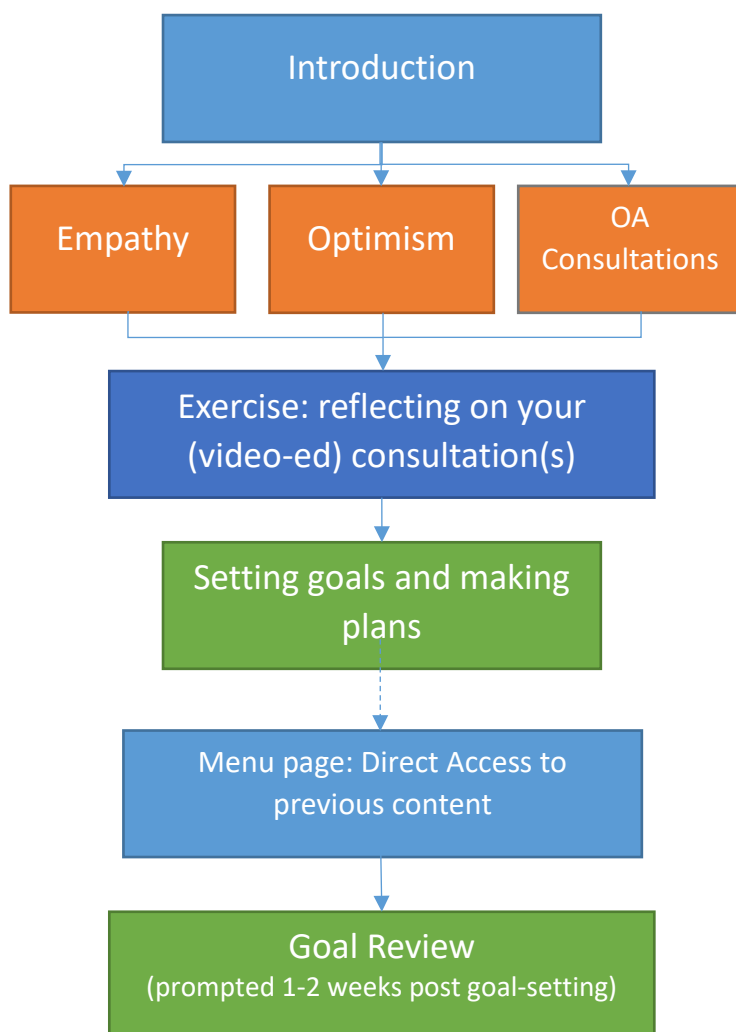 Introduction
Empathy
Optimism
OA
Consultations
Exercise: reflecting on your
(video-ed) consultation(s)
Setting goals and making
plans
Menu page: Direct Access to
previous content
Goal Review
(prompted 1-2 weeks post goal-setting)